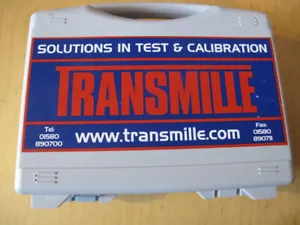 SOLUTIONS IN TEST & CALIBRATION
TRANSMILLE
Tel:
01580
890700
www.transmille.com
Fax:
01580
890711